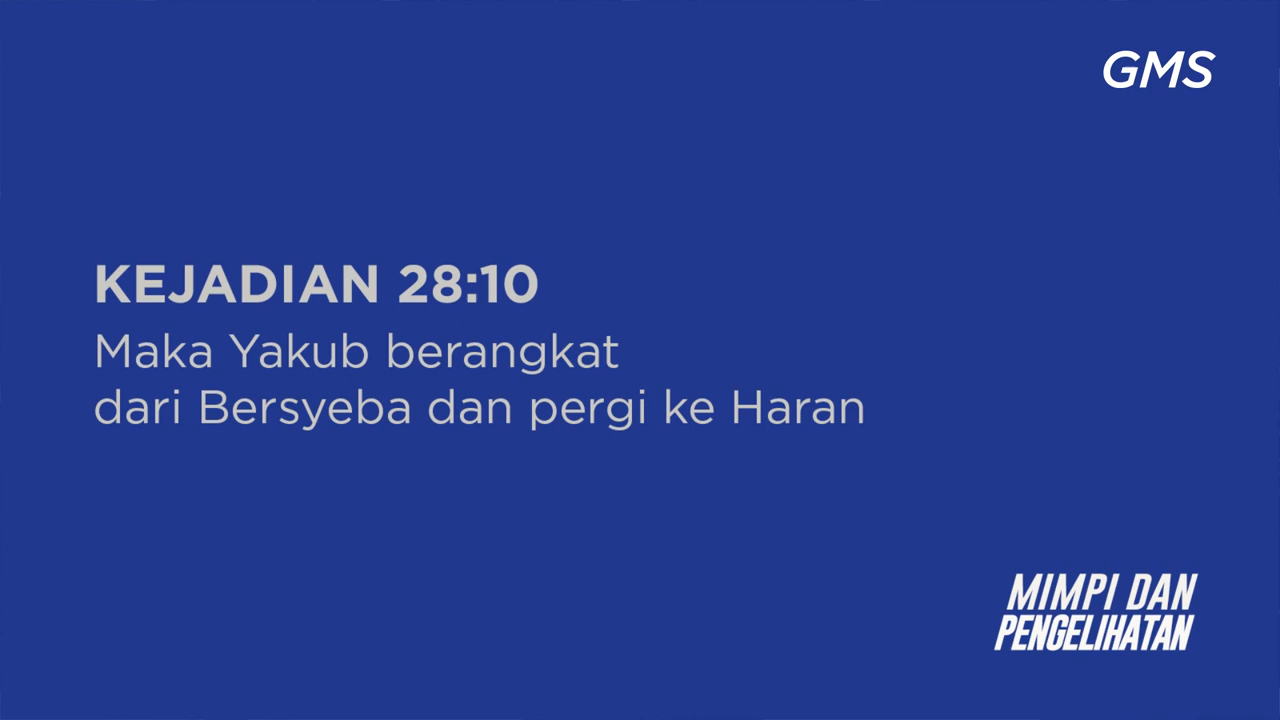 GMS
KEJADIAN 28:10
Maka Yakub berangkat
dari Bersyeba dan pergi ke Haran
MIMPI DAN
PENGELIHATAN